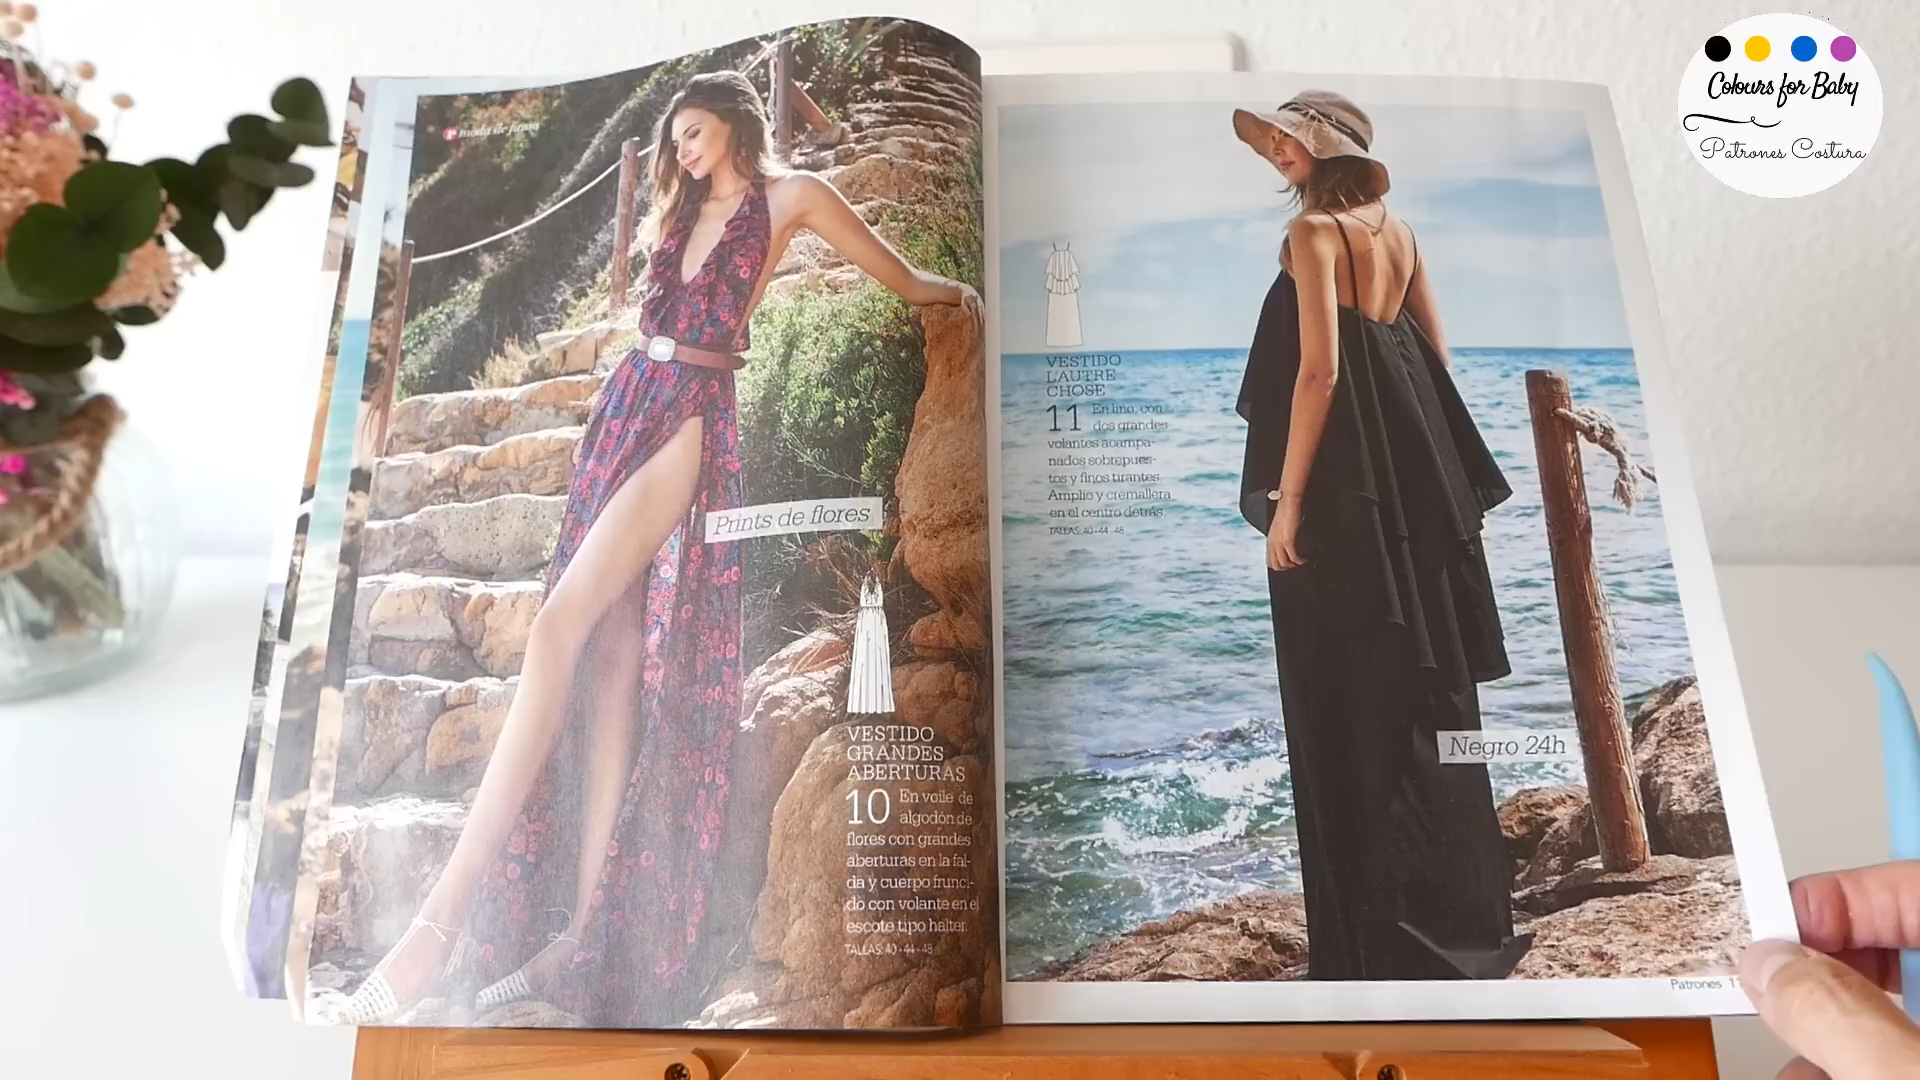 moda de firma
Prints de flores
VESTIDO
GRANDES
ABERTURAS
10 En voile de
algodón de
flores con grandes
aberturas en la fal-
da y cuerpo frunci-
do con volante en el
escote tipo halter.
TALLAS: 40 - 44 - 48
VESTIDO
L'AUTRE
CHOSE
11 En lino, con
dos grandes
volantes acampa-
nados sobrepues-
tos y finos tirantes.
Amplio y cremallera
en el centro detrás.
TALLAS: 40 - 44 - 48
Negro 24h
Patrones
Colours for Baby
Patrones Costura